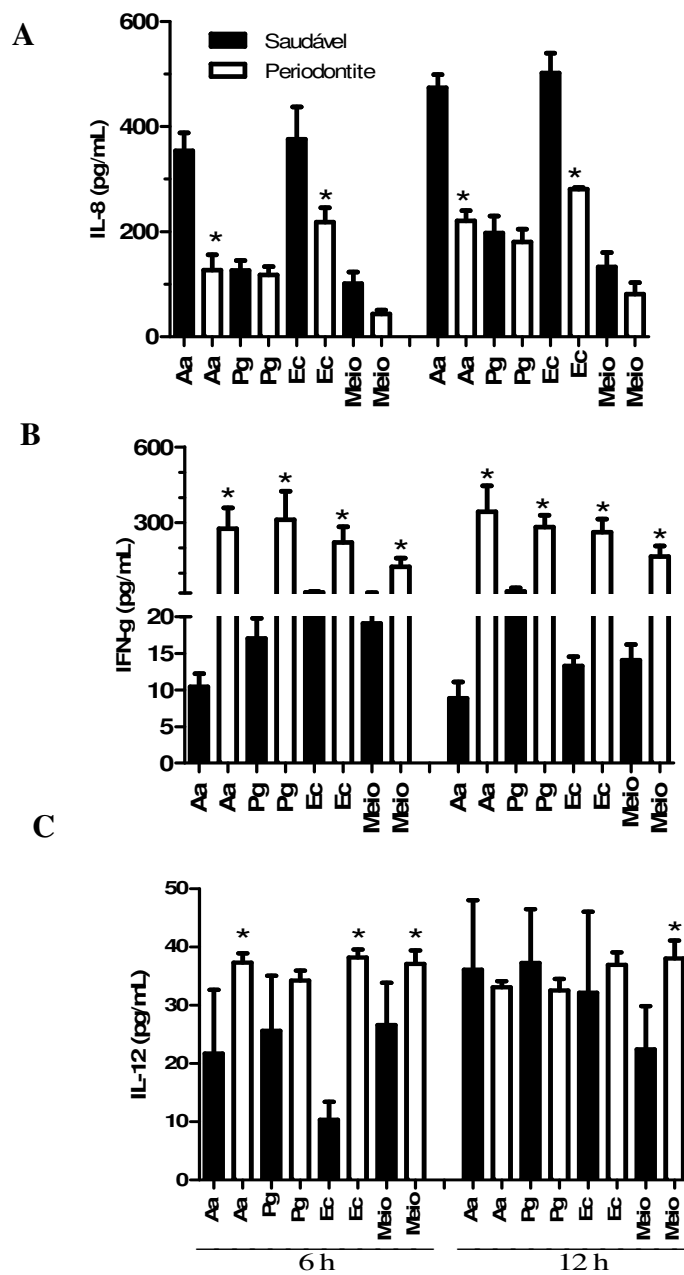 A
600
400
200
0
IL-8 (pg/mL)
Saudável
Periodontite
* * * *
Aa Aa Pg Pg Ec Ec Meio Meio Aa Aa Pg Pg Ec Ec Meio Meio
B
600
300
20
15
10
5
0
IFN-g (pg/mL)
* * * * * * * *
Aa Aa Pg Pg Ec Ec Meio Meio Aa Aa Pg Pg Ec Ec Meio Meio
C
50
40
30
20
10
0
IL-12 (pg/mL)
* * * *
Aa Aa Pg Pg Ec Ec Meio Meio Aa Aa Pg Pg Ec Ec Meio Meio
6 h 12 h